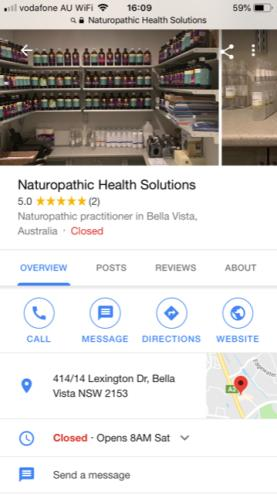 vodafone AU WiFi 16:09 59%
Naturopathic Health Solutions
Naturopathic Health Solutions
5.0 ★★★★★ (2)
Naturopathic practitioner in Bella Vista,
Australia · Closed
OVERVIEW POSTS REVIEWS ABOUT
CALL MESSAGE DIRECTIONS WEBSITE
414/14 Lexington Dr, Bella
Vista NSW 2153
Closed · Opens 8AM Sat
Send a message